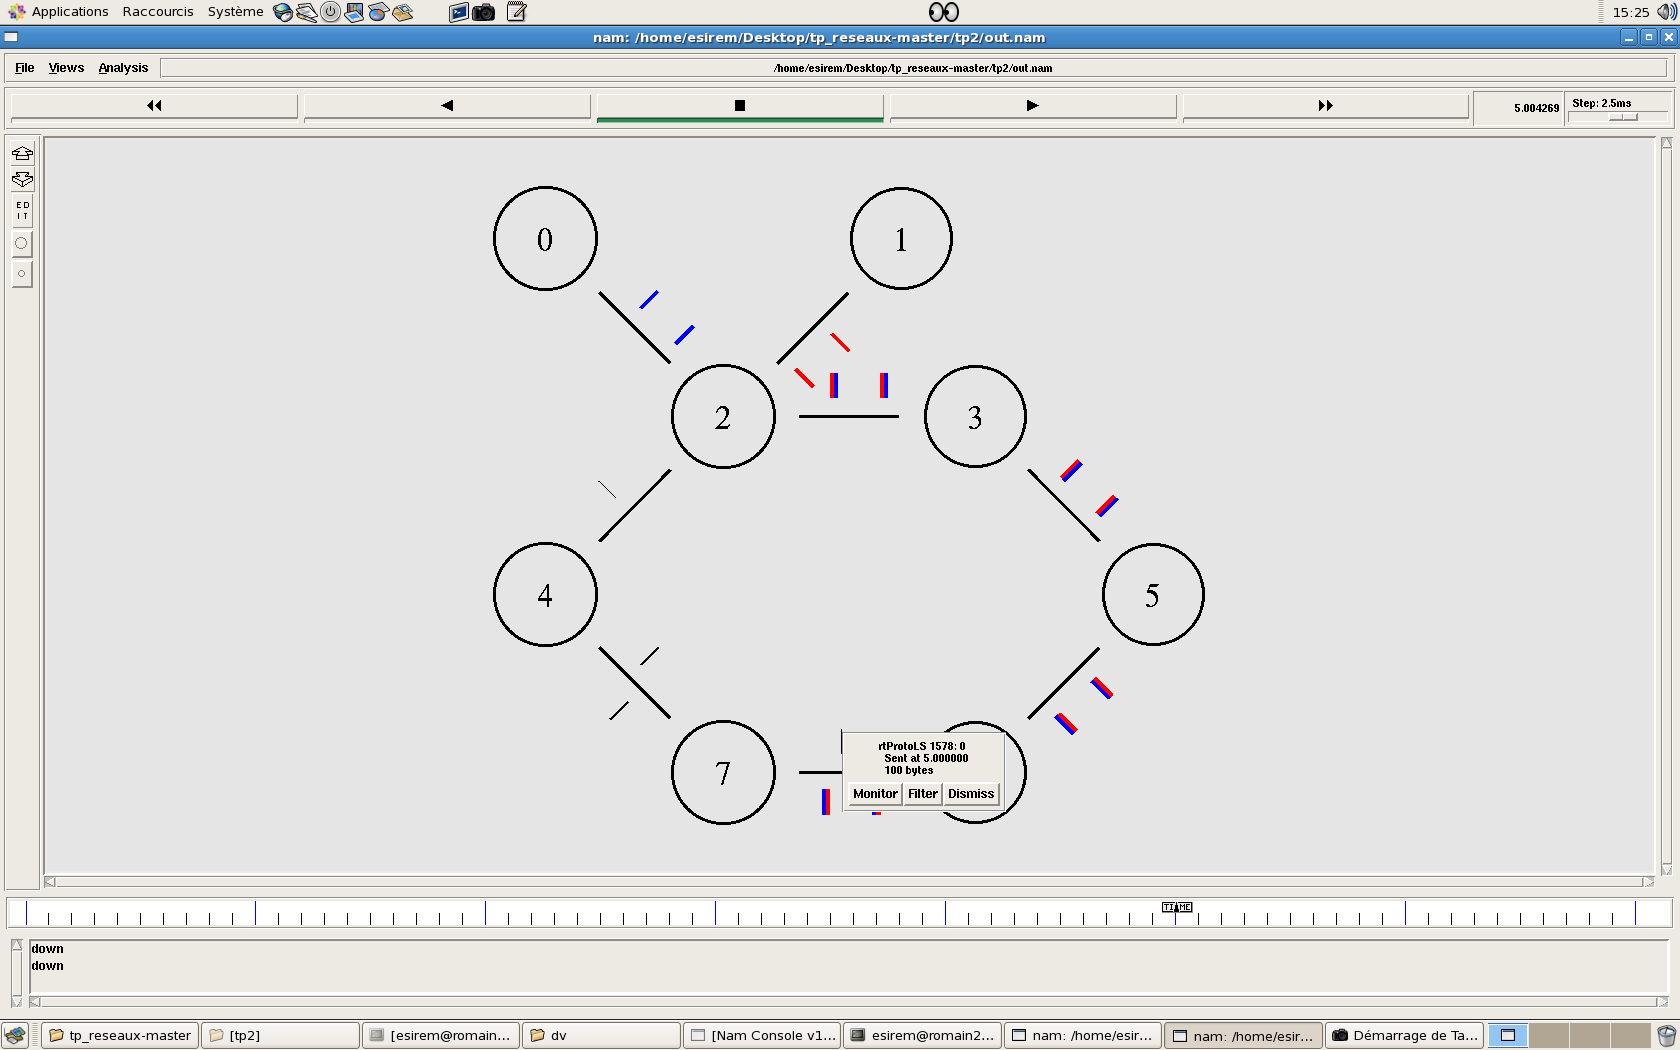 Applications Raccourcis Système 15:25
nam: /home/esirem/Desktop/tp_reseaux-master/tp2/out.nam
File Views Analysis /home/esirem/Desktop/tp_reseaux-master/tp2/out.nam
5.004269 Step: 2.5ms
ED
IT
0 1
2 3
4 5
7
rtProtoLS 1578: 0
Sent at 5.000000
100 bytes
Monitor Filter Dismiss
TIME
down
down
tp_reseaux-master [tp2] [esirem@romain... dv [Nam Console v1... esirem@romain2... nam: /home/esir... nam: /home/esir... Démarrage de Ta...